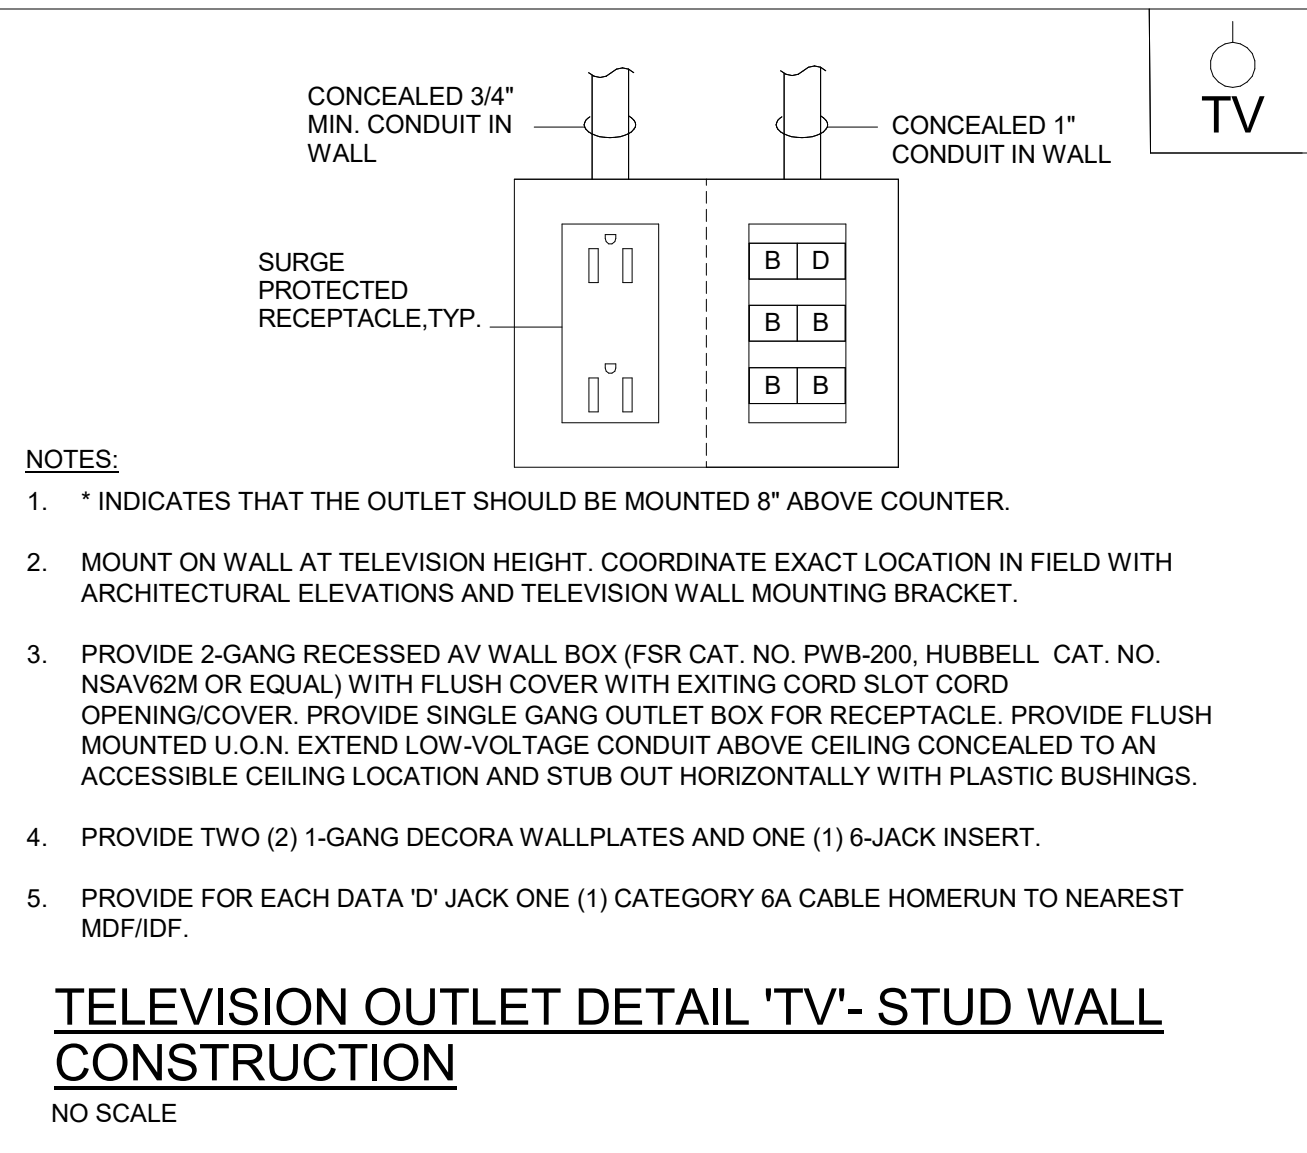 CONCEALED 3/4"
MIN. CONDUIT IN
WALL
CONCEALED 1"
CONDUIT IN WALL
TV
SURGE
PROTECTED
RECEPTACLE,TYP.
B D
B B
B B
NOTES:
1. * INDICATES THAT THE OUTLET SHOULD BE MOUNTED 8" ABOVE COUNTER.
2. MOUNT ON WALL AT TELEVISION HEIGHT. COORDINATE EXACT LOCATION IN FIELD WITH
ARCHITECTURAL ELEVATIONS AND TELEVISION WALL MOUNTING BRACKET.
3. PROVIDE 2-GANG RECESSED AV WALL BOX (FSR CAT. NO. PWB-200, HUBBELL CAT. NO.
NSAV62M OR EQUAL) WITH FLUSH COVER WITH EXITING CORD SLOT CORD
OPENING/COVER. PROVIDE SINGLE GANG OUTLET BOX FOR RECEPTACLE. PROVIDE FLUSH
MOUNTED U.O.N. EXTEND LOW-VOLTAGE CONDUIT ABOVE CEILING CONCEALED TO AN
ACCESSIBLE CEILING LOCATION AND STUB OUT HORIZONTALLY WITH PLASTIC BUSHINGS.
4. PROVIDE TWO (2) 1-GANG DECORA WALLPLATES AND ONE (1) 6-JACK INSERT.
5. PROVIDE FOR EACH DATA 'D' JACK ONE (1) CATEGORY 6A CABLE HOMERUN TO NEAREST
MDF/IDF.
TELEVISION OUTLET DETAIL 'TV'- STUD WALL
CONSTRUCTION
NO SCALE